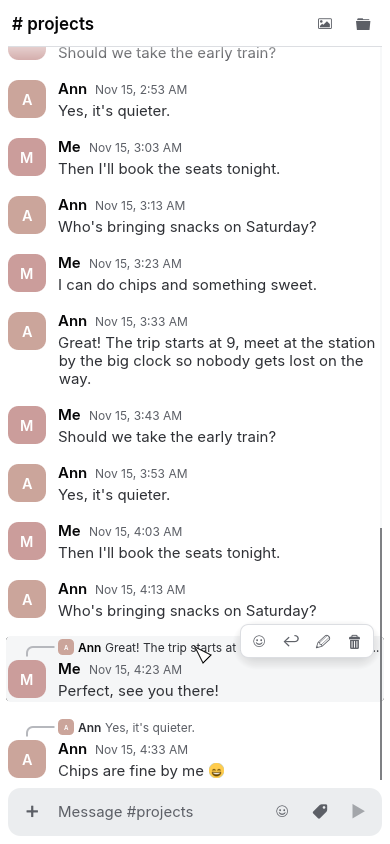 # projects
Should we take the early train?
A
Ann Nov 15, 2:53 AM
Yes, it's quieter.
M
Me Nov 15, 3:03 AM
Then I'll book the seats tonight.
A
Ann Nov 15, 3:13 AM
Who's bringing snacks on Saturday?
M
Me Nov 15, 3:23 AM
I can do chips and something sweet.
A
Ann Nov 15, 3:33 AM
Great! The trip starts at 9, meet at the station
by the big clock so nobody gets lost on the
way.
M
Me Nov 15, 3:43 AM
Should we take the early train?
A
Ann Nov 15, 3:53 AM
Yes, it's quieter.
M
Me Nov 15, 4:03 AM
Then I'll book the seats tonight.
A
Ann Nov 15, 4:13 AM
Who's bringing snacks on Saturday?
A Ann Great! The trip starts at ...
M
Me Nov 15, 4:23 AM
Perfect, see you there!
A Ann Yes, it's quieter.
A
Ann Nov 15, 4:33 AM
Chips are fine by me 😄
Message #projects